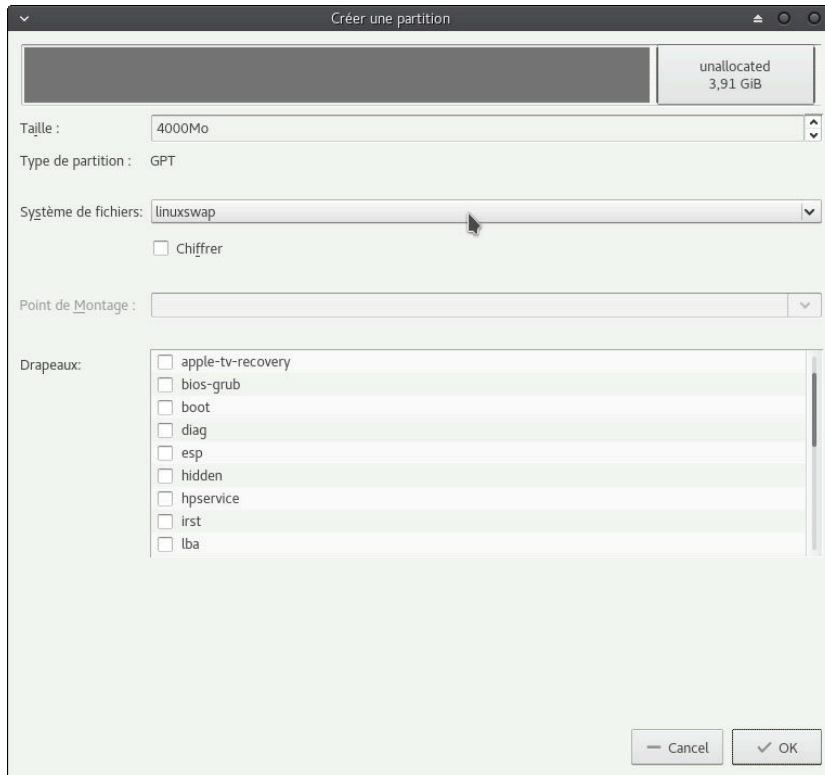 Créer une partition
unallocated
3,91 GiB
Taille :
4000Mo
Type de partition :
GPT
Système de fichiers:
linuxswap
Chiffrer
Point de Montage :
Drapeaux:
apple-tv-recovery
bios-grub
boot
diag
esp
hidden
hpservice
irst
lba
Cancel
OK